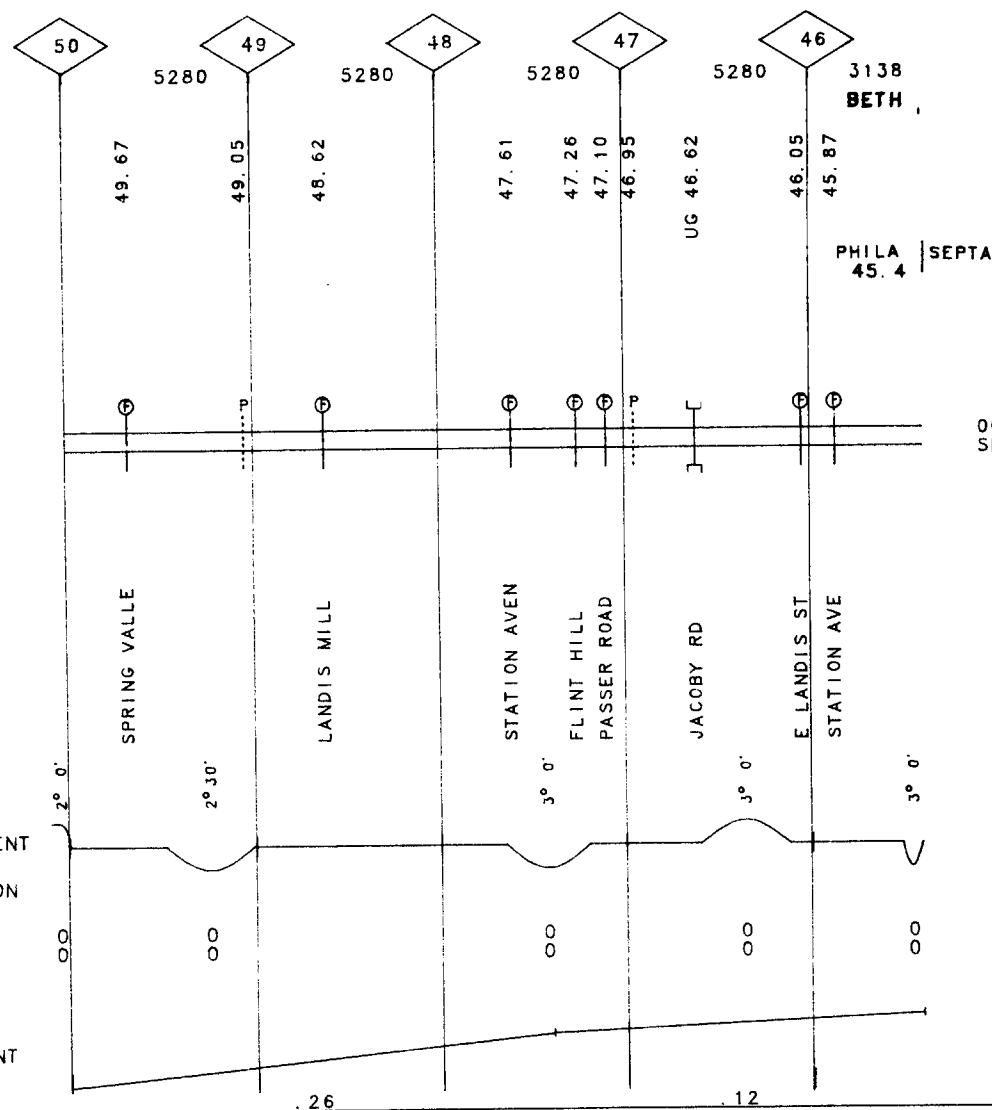 50 49 48 47 46
5280 5280 5280 5280 3138
BETH
49.67
49.05
48.62
47.61
47.26
47.10
46.95
UG 46.62
46.05
45.87
PHILA | SEPTA
45.4
F P F F F F P F F
SPRING VALLE
LANDIS MILL
STATION AVEN
FLINT HILL
PASSER ROAD
JACOBY RD
E LANDIS ST
STATION AVE
2° 0'
2° 30'
3° 0'
3° 0'
3° 0'
ENT
ON
0 0 0 0 0
0 0 0 0 0
NT
.26 .12